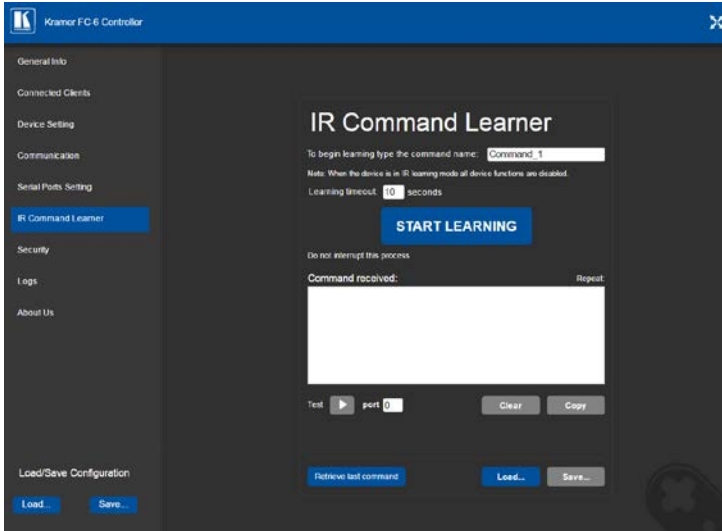 K
Kramer FC-6 Controller
General Info
Connected Clients
Device Setting
Communication
Serial Ports Setting
IR Command Learner
Security
Logs
About Us
Load/Save Configuration
Load...
Save...
IR Command Learner
To begin learning type the command name: Command_1
Note: When the device is in IR learning mode all device functions are disabled.
Learning timeout: 10 seconds
START LEARNING
Do not interrupt this process
Command received: Repeat:
Test port 0 Clear Copy
Retrieve last command Load... Save...